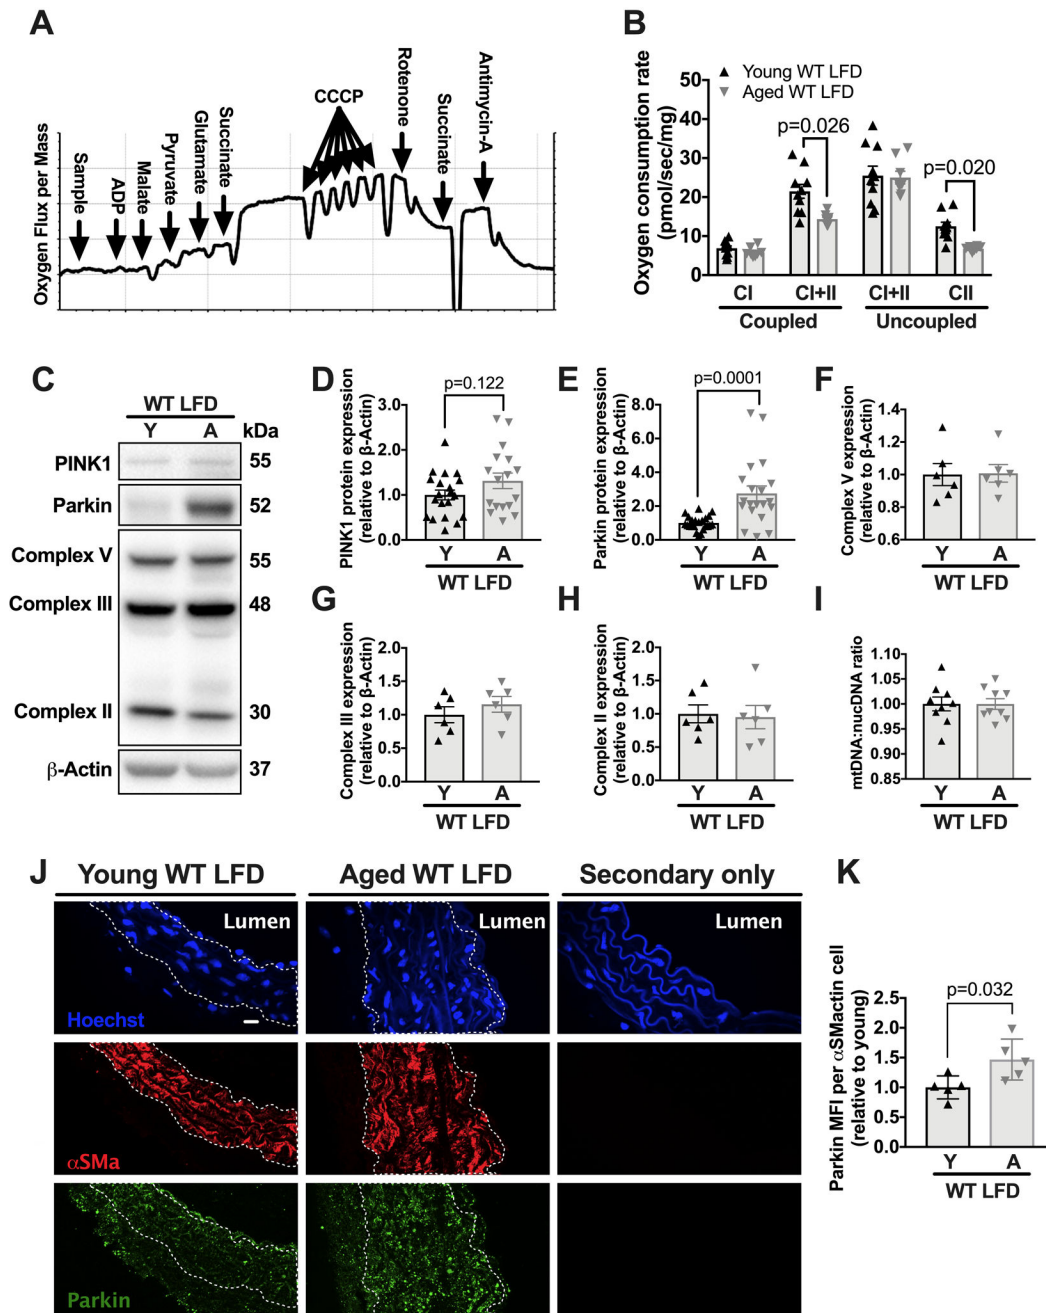 A
Sample
ADP
Malate
Pyruvate
Glutamate
Succinate
CCCP
Rotenone
Succinate
Antimycin-A
Oxygen Flux per Mass
B
Oxygen consumption rate
(pmol/sec/mg)
Young WT LFD
Aged WT LFD
50
40
30
20
10
0
p=0.026
p=0.020
CI
CI+II
CI+II
CII
Coupled
Uncoupled
C
WT LFD
Y
A
kDa
PINK1
55
Parkin
52
Complex V
55
Complex III
48
Complex II
30
β-Actin
37
D
PINK1 protein expression
(relative to β-Actin)
p=0.122
3.0
2.0
1.0
0.0
Y
A
WT LFD
E
Parkin protein expression
(relative to β-Actin)
p=0.0001
8.0
6.0
4.0
2.0
0.0
Y
A
WT LFD
F
Complex V expression
(relative to β-Actin)
1.4
1.2
1.0
0.8
0.6
Y
A
WT LFD
G
Complex III expression
(relative to β-Actin)
2.0
1.5
1.0
0.5
0.0
Y
A
WT LFD
H
Complex II expression
(relative to β-Actin)
2.0
1.5
1.0
0.5
0.0
Y
A
WT LFD
I
mtDNA:nucDNA ratio
1.10
1.05
1.00
0.95
0.90
0.85
Y
A
WT LFD
J
Young WT LFD
Aged WT LFD
Secondary only
Lumen
Lumen
Lumen
Hoechst
αSMa
Parkin
K
Parkin MFI per αSMactin cell
(relative to young)
p=0.032
2.5
2.0
1.5
1.0
0.5
0.0
Y
A
WT LFD